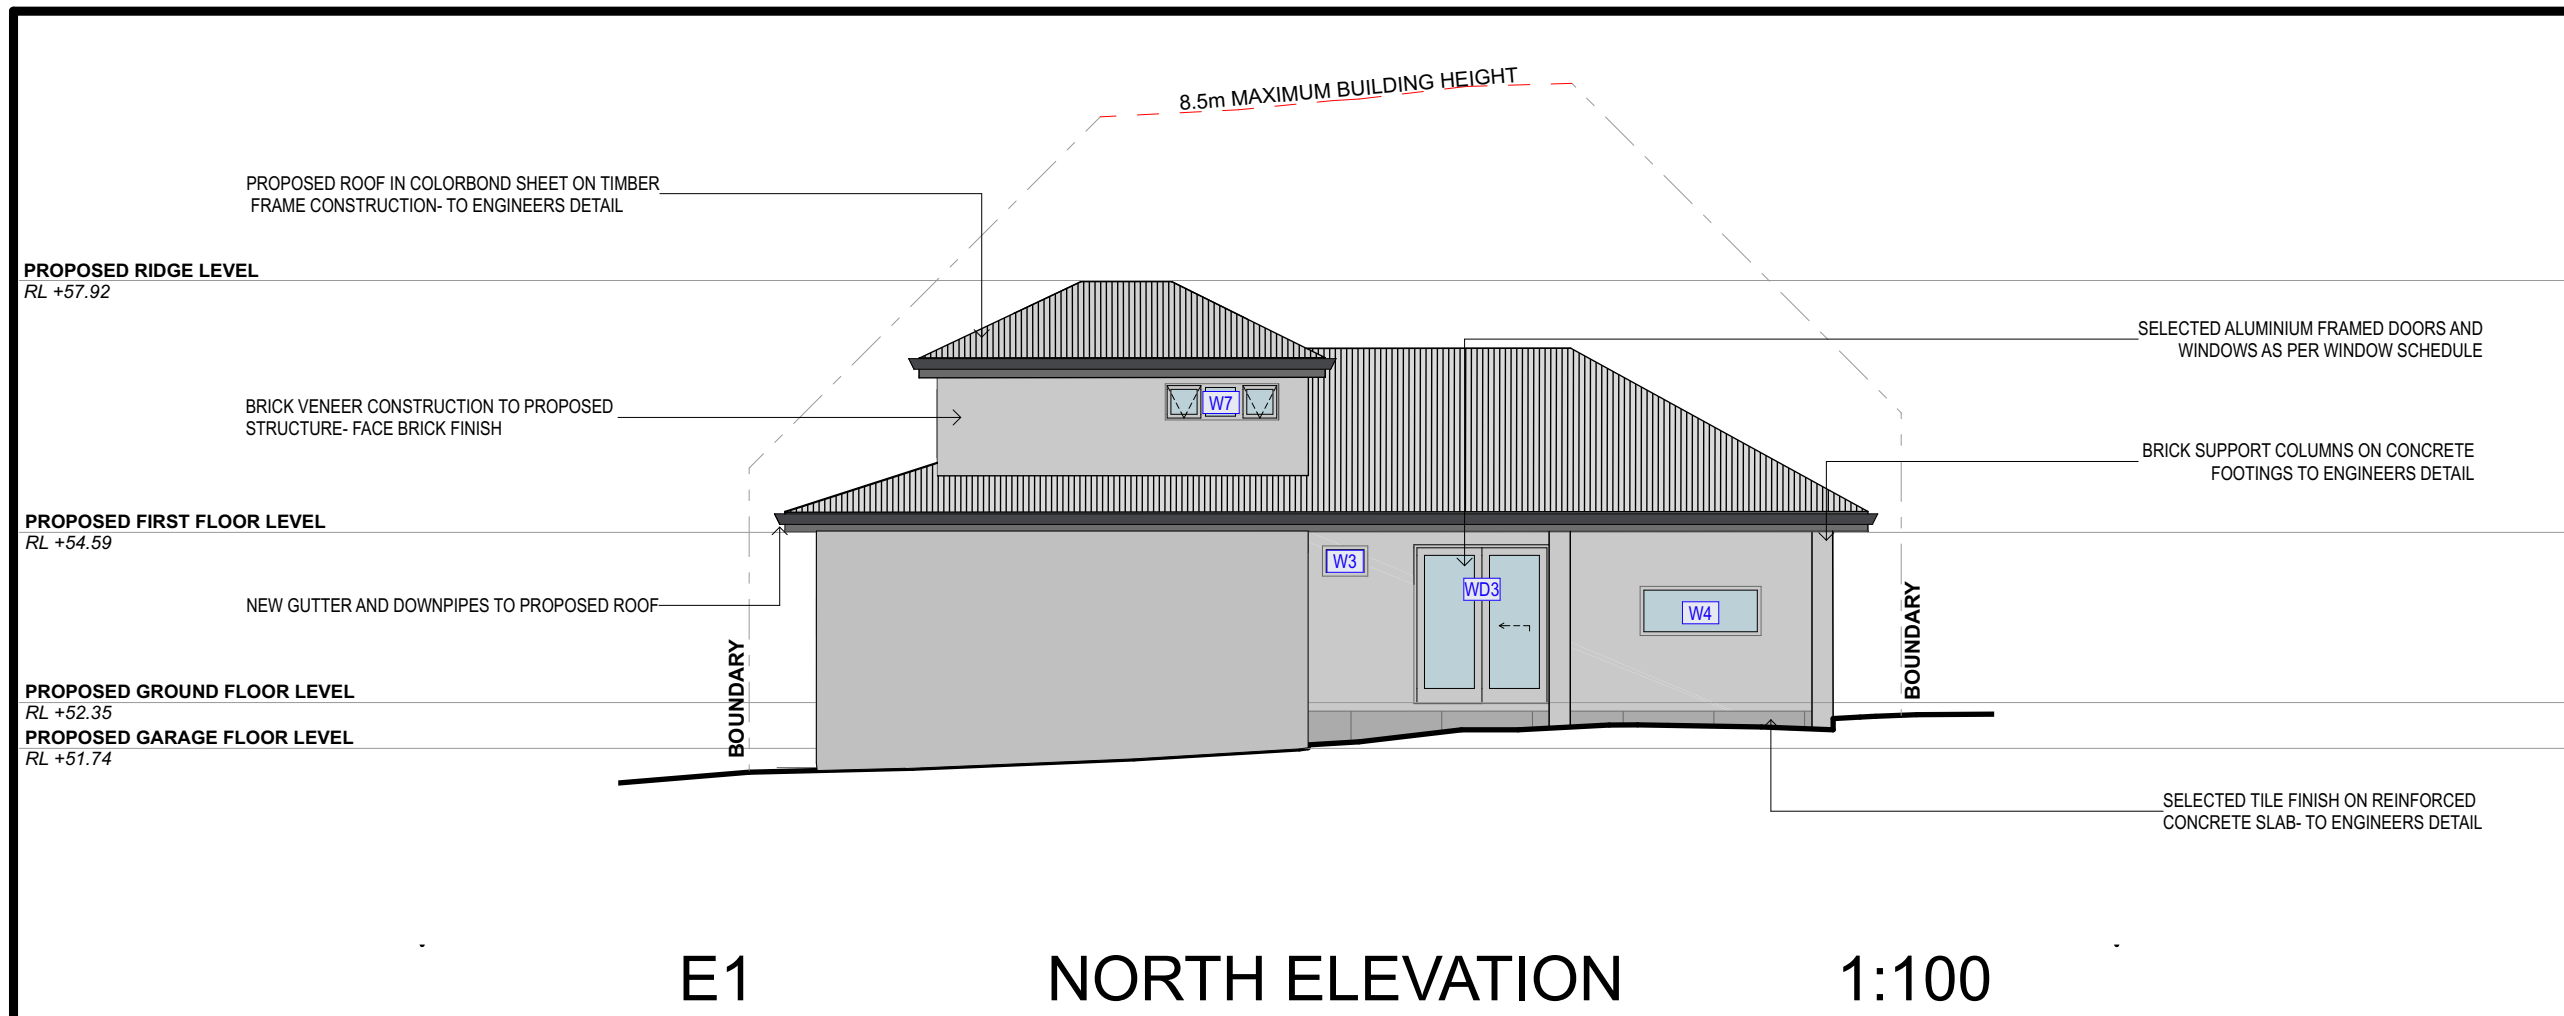 8.5m MAXIMUM BUILDING HEIGHT
PROPOSED ROOF IN COLORBOND SHEET ON TIMBER
FRAME CONSTRUCTION- TO ENGINEERS DETAIL
PROPOSED RIDGE LEVEL
RL +57.92
SELECTED ALUMINIUM FRAMED DOORS AND
WINDOWS AS PER WINDOW SCHEDULE
BRICK VENEER CONSTRUCTION TO PROPOSED
STRUCTURE- FACE BRICK FINISH
W7
BRICK SUPPORT COLUMNS ON CONCRETE
FOOTINGS TO ENGINEERS DETAIL
PROPOSED FIRST FLOOR LEVEL
RL +54.59
W3
WD3
W4
NEW GUTTER AND DOWNPIPES TO PROPOSED ROOF
BOUNDARY
BOUNDARY
PROPOSED GROUND FLOOR LEVEL
RL +52.35
PROPOSED GARAGE FLOOR LEVEL
RL +51.74
SELECTED TILE FINISH ON REINFORCED
CONCRETE SLAB- TO ENGINEERS DETAIL
E1 NORTH ELEVATION 1:100